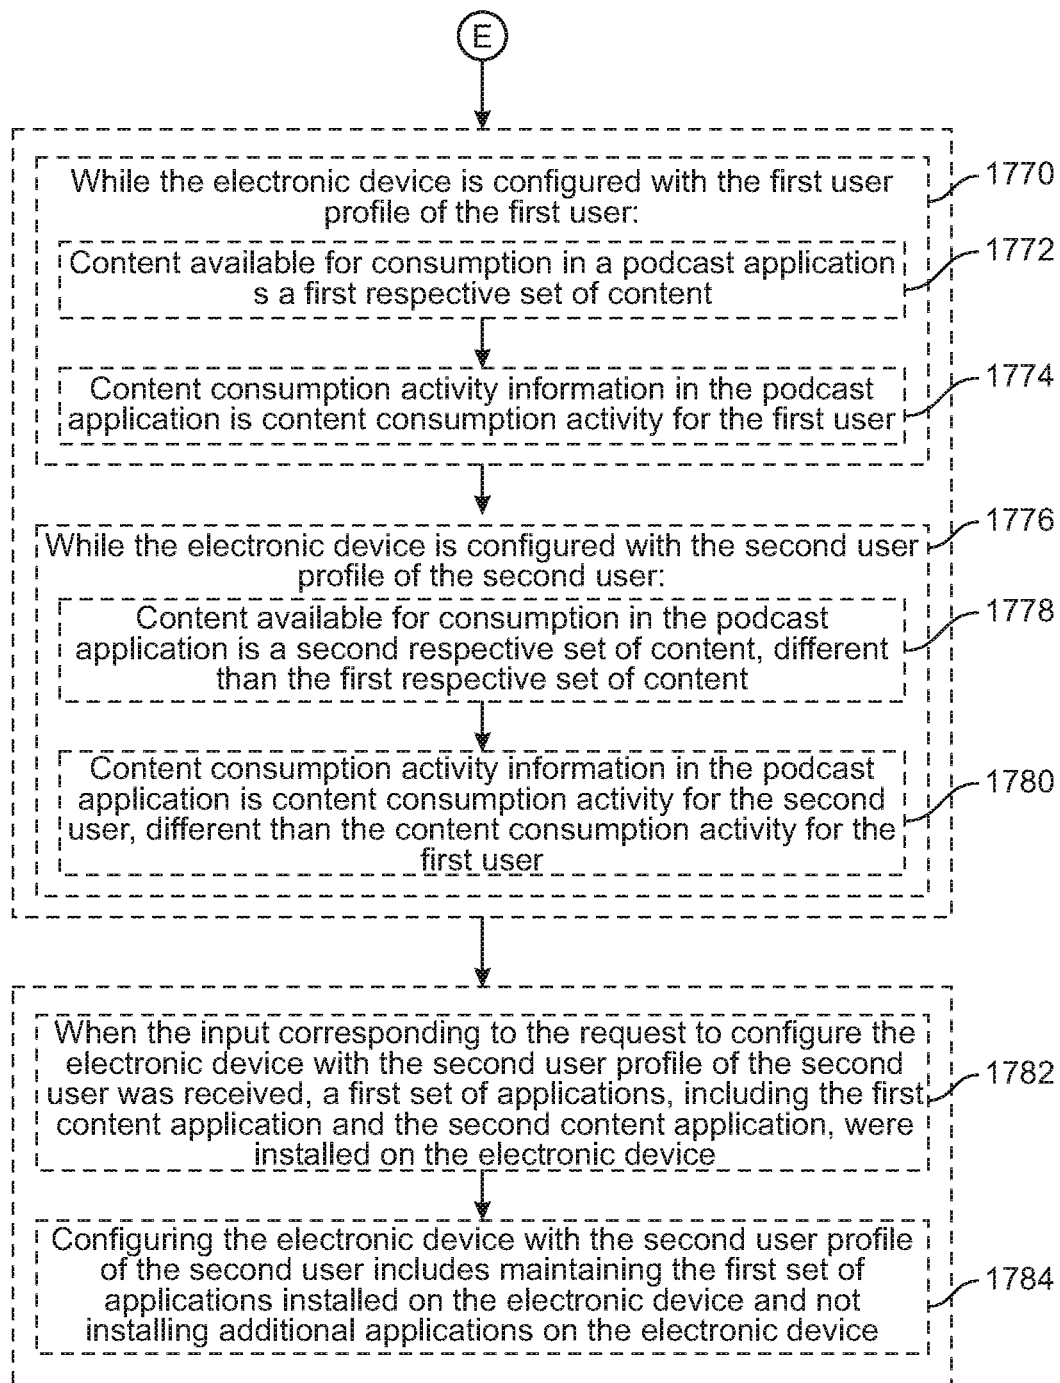 E
While the electronic device is configured with the first user
profile of the first user:
1770
Content available for consumption in a podcast application
s a first respective set of content
1772
Content consumption activity information in the podcast
application is content consumption activity for the first user
1774
While the electronic device is configured with the second user
profile of the second user:
1776
Content available for consumption in the podcast
application is a second respective set of content, different
than the first respective set of content
1778
Content consumption activity information in the podcast
application is content consumption activity for the second
user, different than the content consumption activity for the
first user
1780
When the input corresponding to the request to configure the
electronic device with the second user profile of the second
user was received, a first set of applications, including the first
content application and the second content application, were
installed on the electronic device
1782
Configuring the electronic device with the second user profile
of the second user includes maintaining the first set of
applications installed on the electronic device and not
installing additional applications on the electronic device
1784